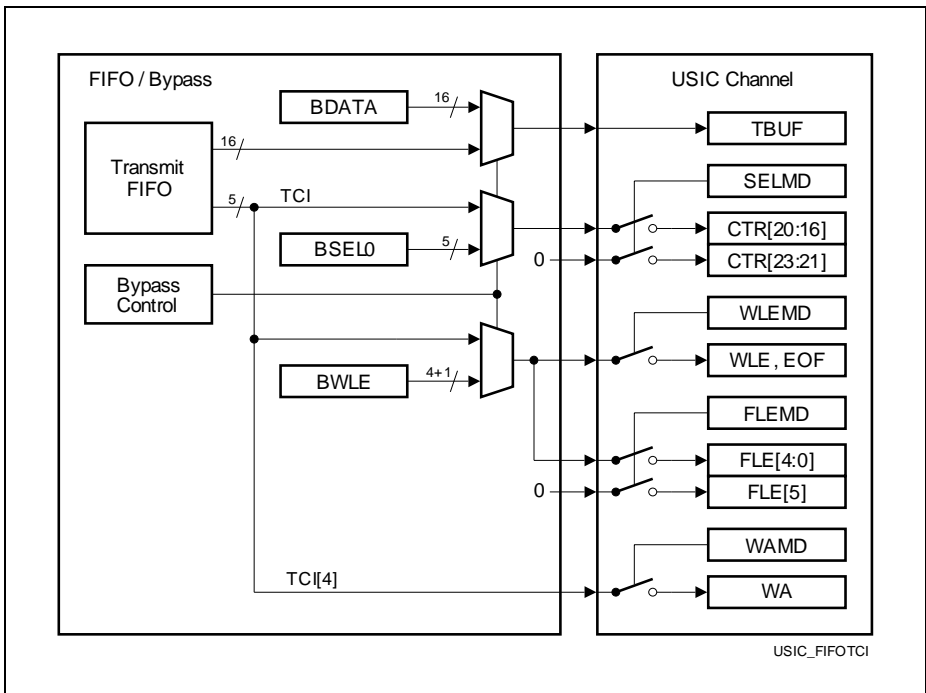 FIFO / Bypass
USIC Channel
BDATA
16
TBUF
16
Transmit
FIFO
SELMD
5
TCI
CTR[20:16]
BSEL0
5
0
CTR[23:21]
Bypass
Control
WLEMD
WLE , EOF
BWLE
4+1
FLEMD
FLE[4:0]
0
FLE[5]
WAMD
TCI[4]
WA
USIC_FIFOTCI